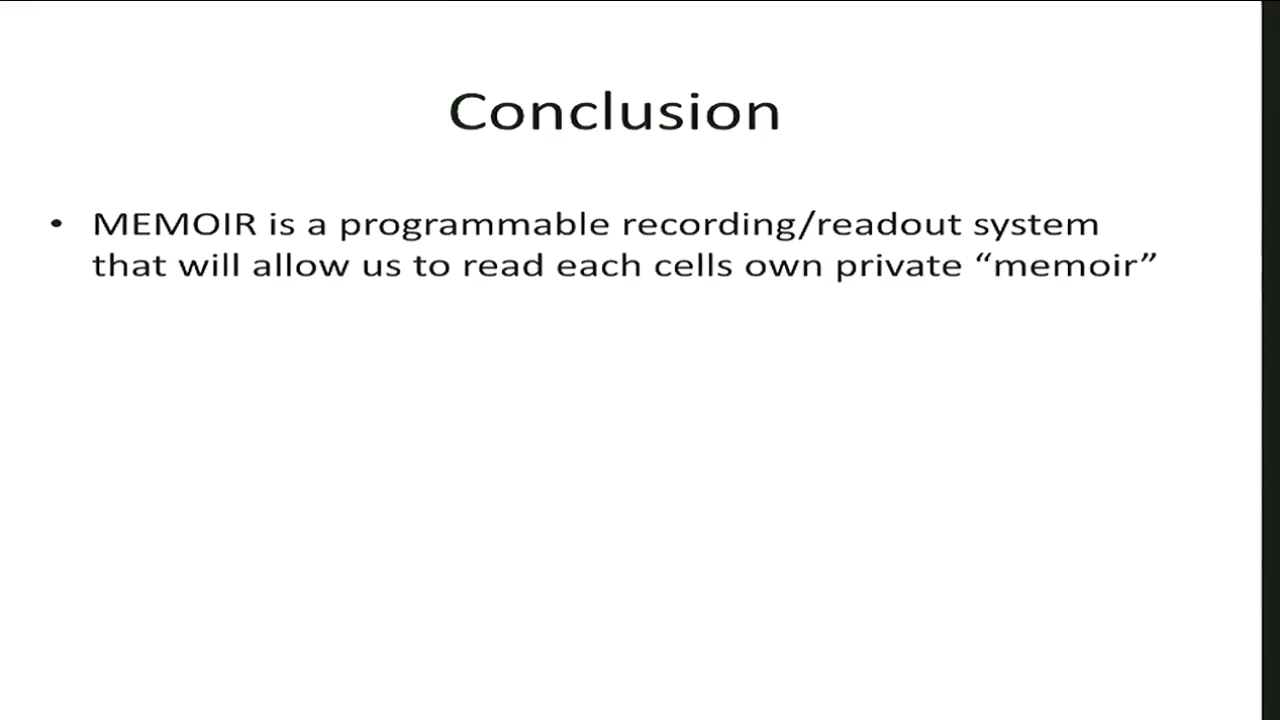 Conclusion
• MEMOIR is a programmable recording/readout system
that will allow us to read each cells own private “memoir”